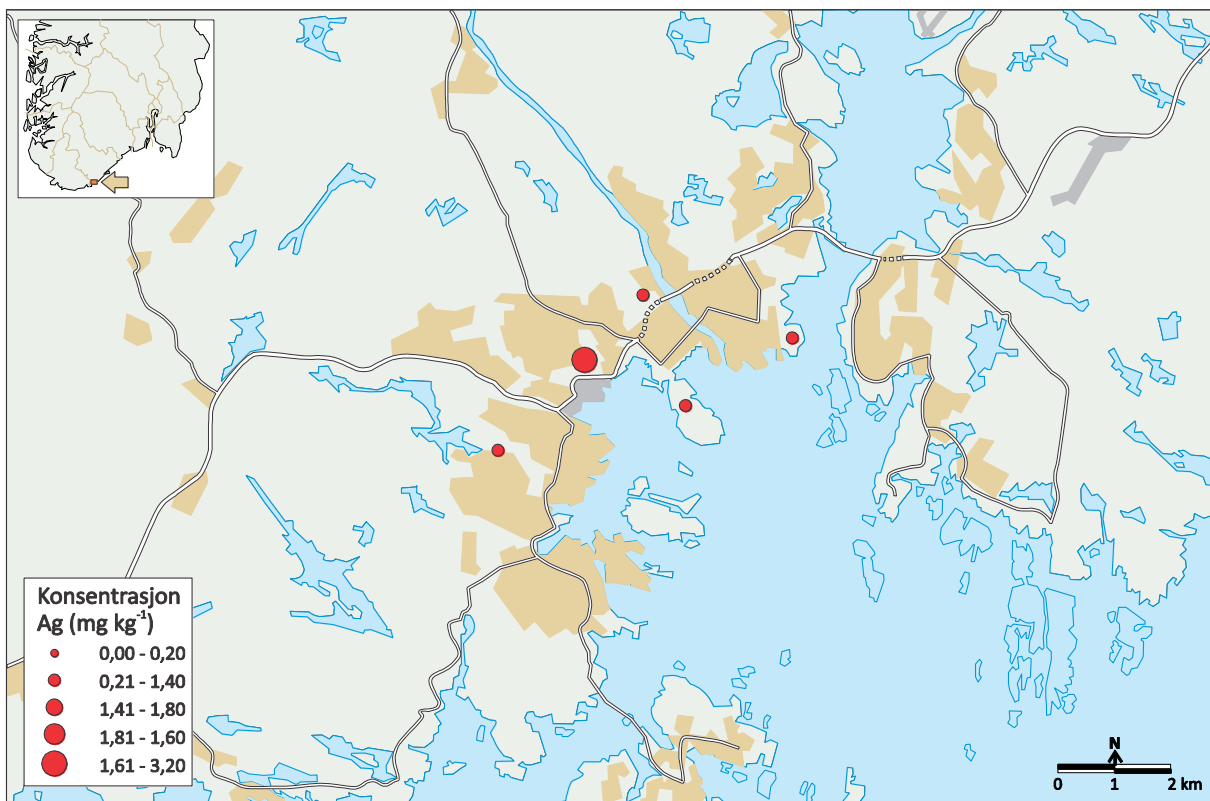 Konsentrasjon
Ag (mg kg⁻¹)
0,00 - 0,20
0,21 - 1,40
1,41 - 1,80
1,81 - 1,60
1,61 - 3,20
N
0 1 2 km